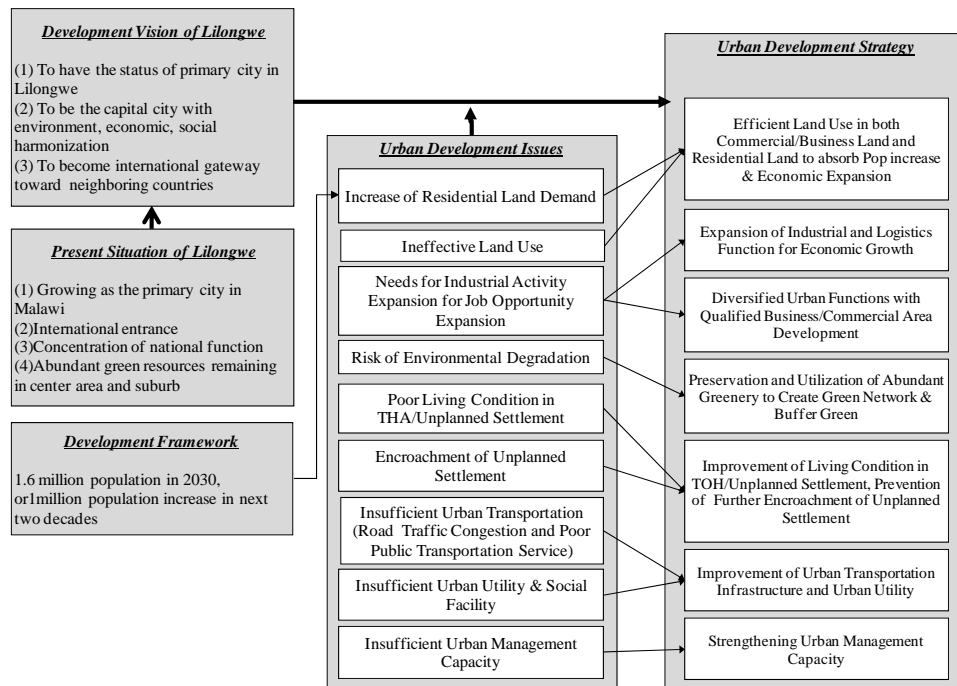 Development Vision of Lilongwe
(1) To have the status of primary city in
Lilongwe
(2) To be the capital city with
environment, economic, social
harmonization
(3) To become international gateway
toward neighboring countries
Present Situation of Lilongwe
(1) Growing as the primary city in
Malawi
(2)International entrance
(3)Concentration of national function
(4)Abundant green resources remaining
in center area and suburb
Development Framework
1.6 million population in 2030,
or1million population increase in next
two decades
Urban Development Issues
Increase of Residential Land Demand
Ineffective Land Use
Needs for Industrial Activity
Expansion for Job Opportunity
Expansion
Risk of Environmental Degradation
Poor Living Condition in
THA/Unplanned Settlement
Encroachment of Unplanned
Settlement
Insufficient Urban Transportation
(Road Traffic Congestion and Poor
Public Transportation Service)
Insufficient Urban Utility & Social
Facility
Insufficient Urban Management
Capacity
Urban Development Strategy
Efficient Land Use in both
Commercial/Business Land and
Residential Land to absorb Pop increase
& Economic Expansion
Expansion of Industrial and Logistics
Function for Economic Growth
Diversified Urban Functions with
Qualified Business/Commercial Area
Development
Preservation and Utilization of Abundant
Greenery to Create Green Network &
Buffer Green
Improvement of Living Condition in
TOH/Unplanned Settlement, Prevention
of Further Encroachment of Unplanned
Settlement
Improvement of Urban Transportation
Infrastructure and Urban Utility
Strengthening Urban Management
Capacity